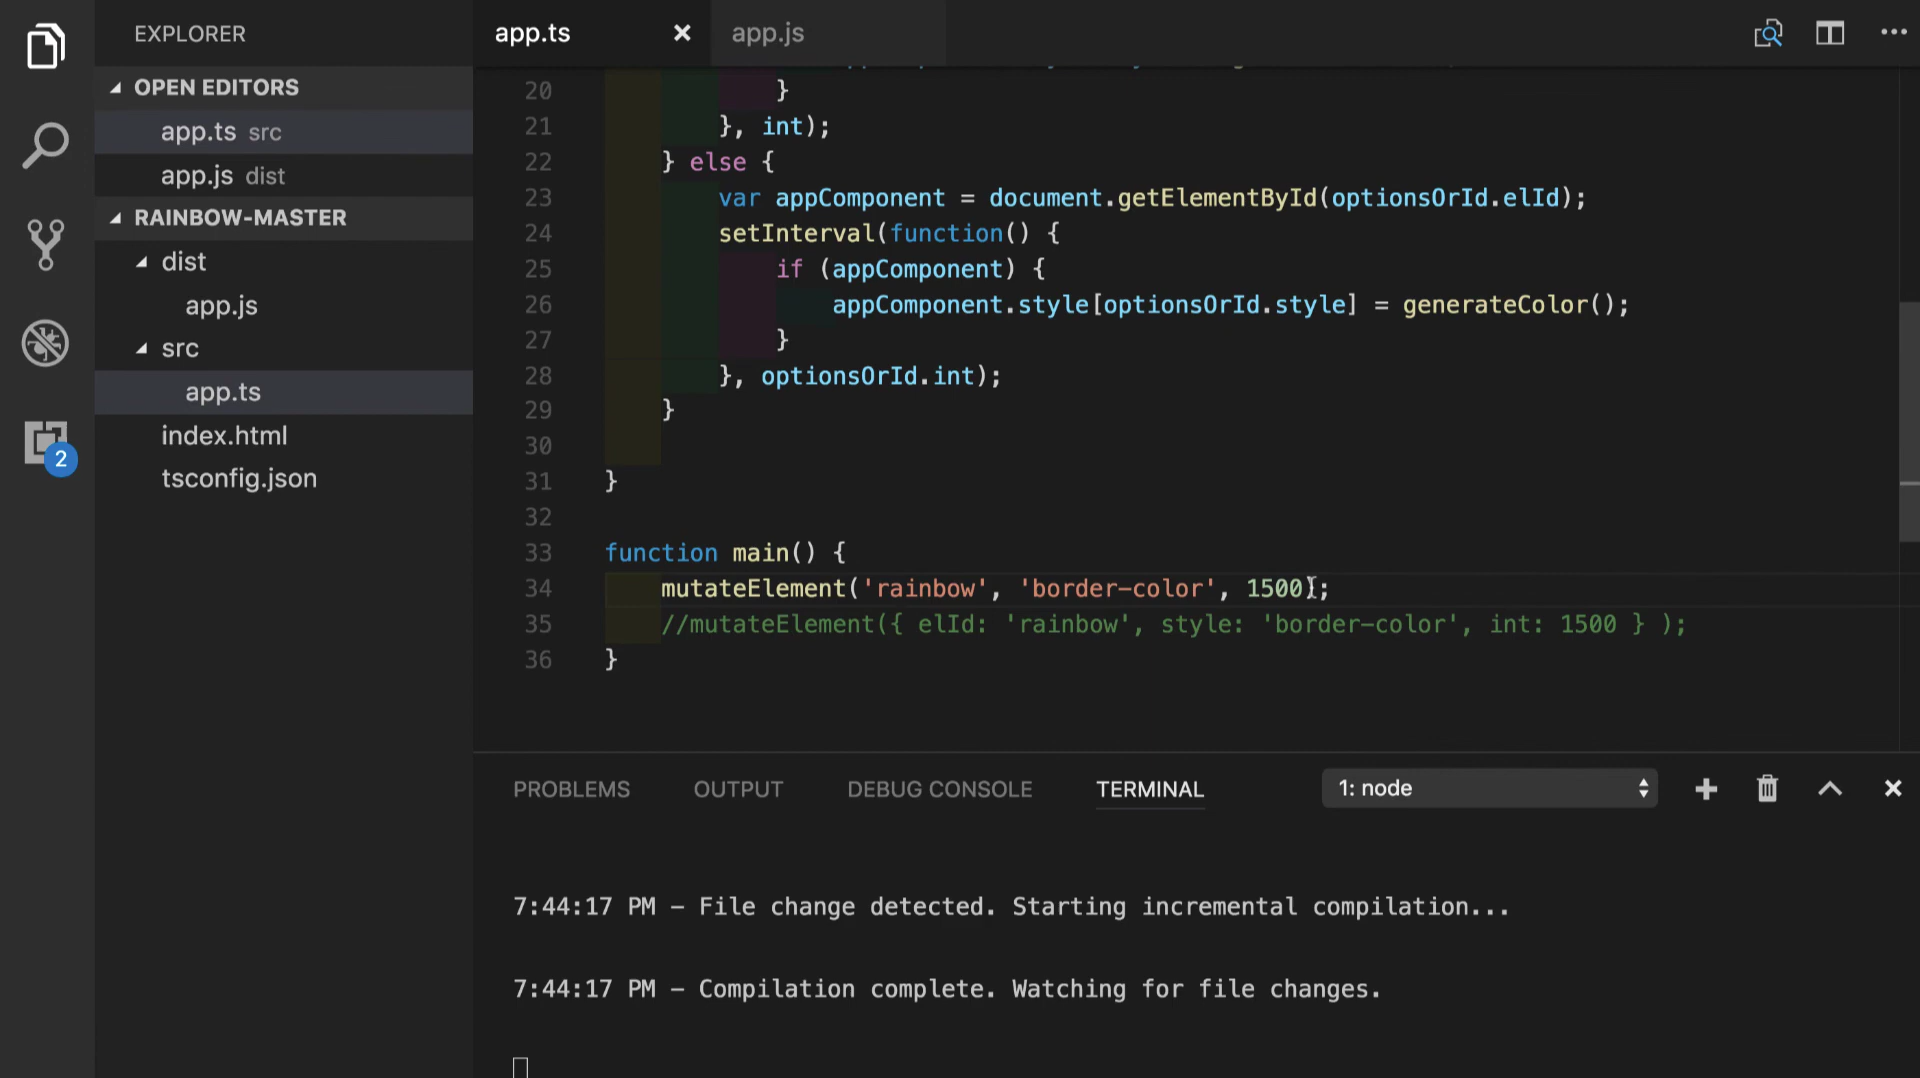 EXPLORER
OPEN EDITORS
app.ts src
app.js dist
RAINBOW-MASTER
dist
app.js
src
app.ts
index.html
tsconfig.json
2
app.ts
app.js
20 }
21 }, int);
22 } else {
23 var appComponent = document.getElementById(optionsOrId.elId);
24 setInterval(function() {
25 if (appComponent) {
26 appComponent.style[optionsOrId.style] = generateColor();
27 }
28 }, optionsOrId.int);
29 }
30
31 }
32
33 function main() {
34 mutateElement('rainbow', 'border-color', 1500);
35 //mutateElement({ elId: 'rainbow', style: 'border-color', int: 1500 } );
36 }
PROBLEMS OUTPUT DEBUG CONSOLE TERMINAL 1: node
7:44:17 PM – File change detected. Starting incremental compilation...
7:44:17 PM – Compilation complete. Watching for file changes.